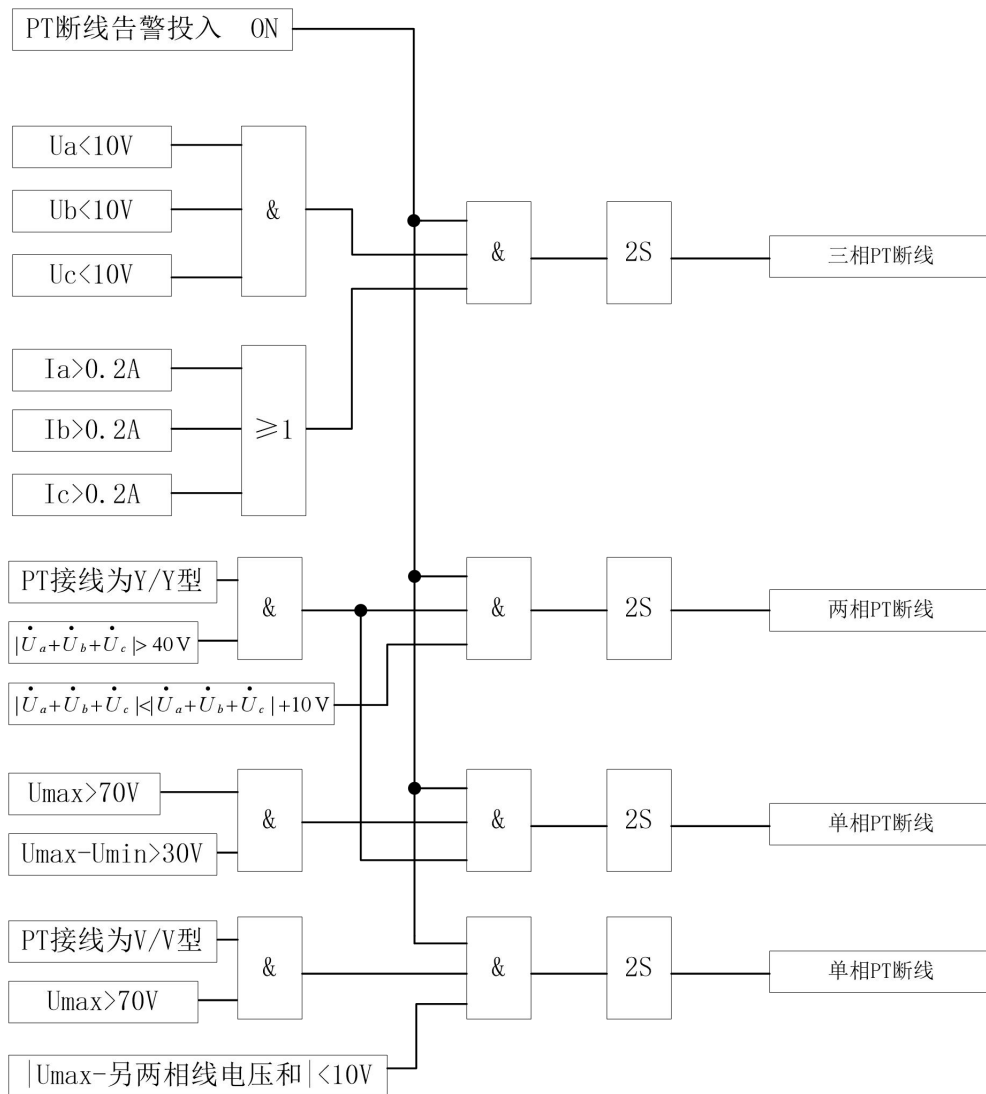 PT断线告警投入 ON
Ua<10V
Ub<10V
&
Uc<10V
&
2S
三相PT断线
Ia>0.2A
Ib>0.2A
≥1
Ic>0.2A
PT接线为Y/Y型
&
|U̇a+U̇b+U̇c|>40V
&
2S
两相PT断线
|U̇a+U̇b+U̇c|<|U̇a+U̇b+U̇c|+10V
Umax>70V
&
Umax-Umin>30V
&
2S
单相PT断线
PT接线为V/V型
&
Umax>70V
&
2S
单相PT断线
|Umax-另两相线电压和|<10V